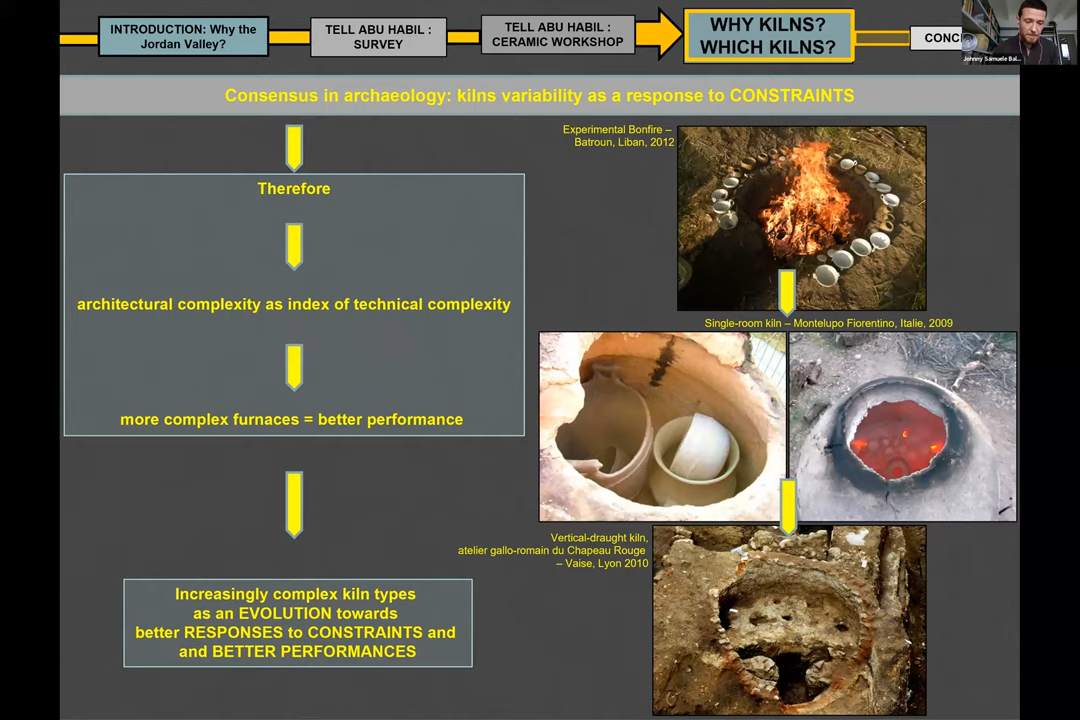 INTRODUCTION: Why the
Jordan Valley?
TELL ABU HABIL :
SURVEY
TELL ABU HABIL :
CERAMIC WORKSHOP
WHY KILNS?
WHICH KILNS?
Johnny Samuele
Consensus in archaeology: kilns variability as a response to CONSTRAINTS
Experimental Bonfire –
Batroun, Liban, 2012
Therefore
architectural complexity as index of technical complexity
more complex furnaces = better performance
Single-room kiln – Montelupo Fiorentino, Italie, 2009
Vertical-draught kiln,
atelier gallo-romain du Chapeau Rouge
– Vaise, Lyon 2010
Increasingly complex kiln types
as an EVOLUTION towards
better RESPONSES to CONSTRAINTS and
and BETTER PERFORMANCES